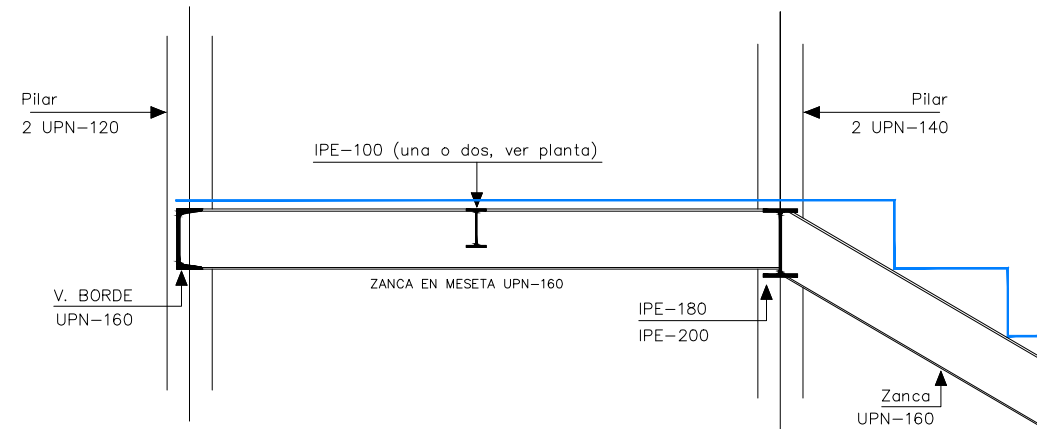 Pilar
2 UPN-120
Pilar
2 UPN-140
IPE-100 (una o dos, ver planta)
ZANCA EN MESETA UPN-160
V. BORDE
UPN-160
IPE-180
IPE-200
Zanca
UPN-160